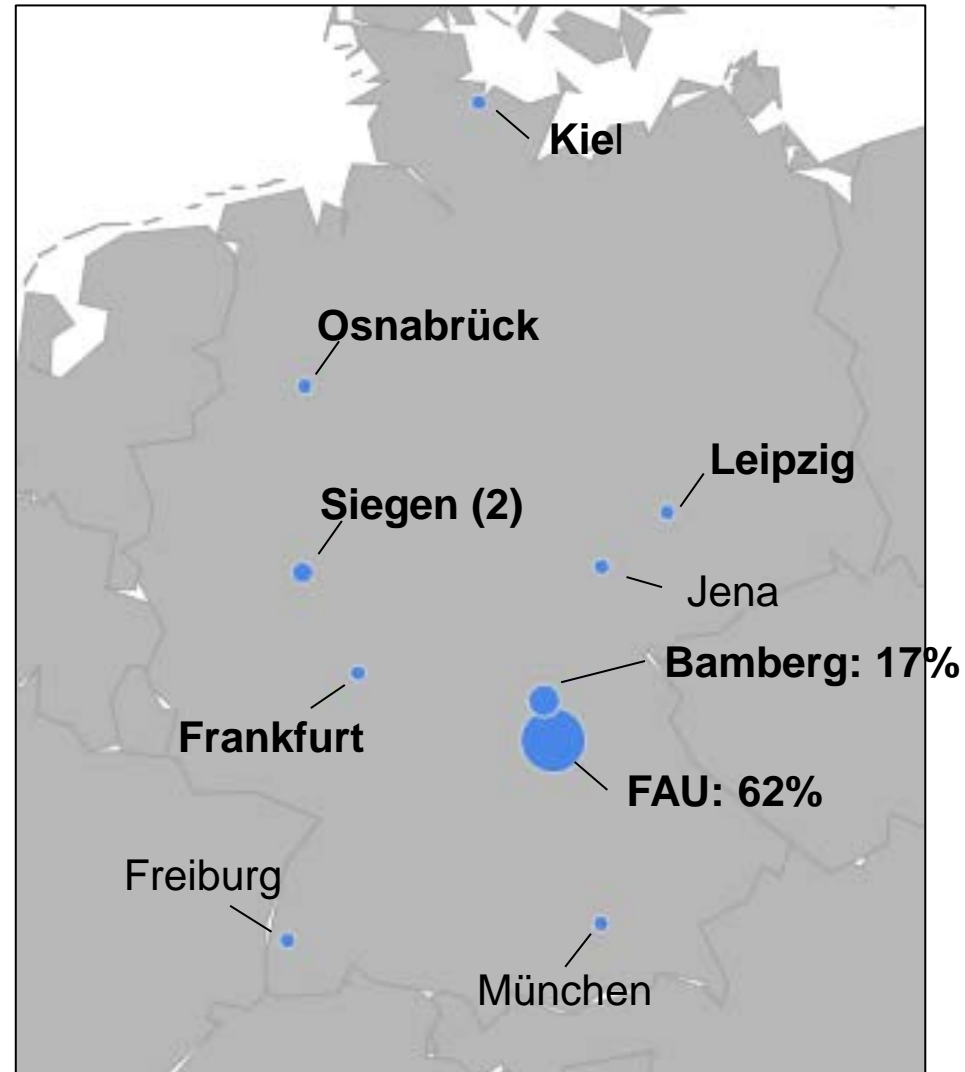 Kiel
Osnabrück
Leipzig
Siegen (2)
Jena
Bamberg: 17%
Frankfurt
FAU: 62%
Freiburg
München